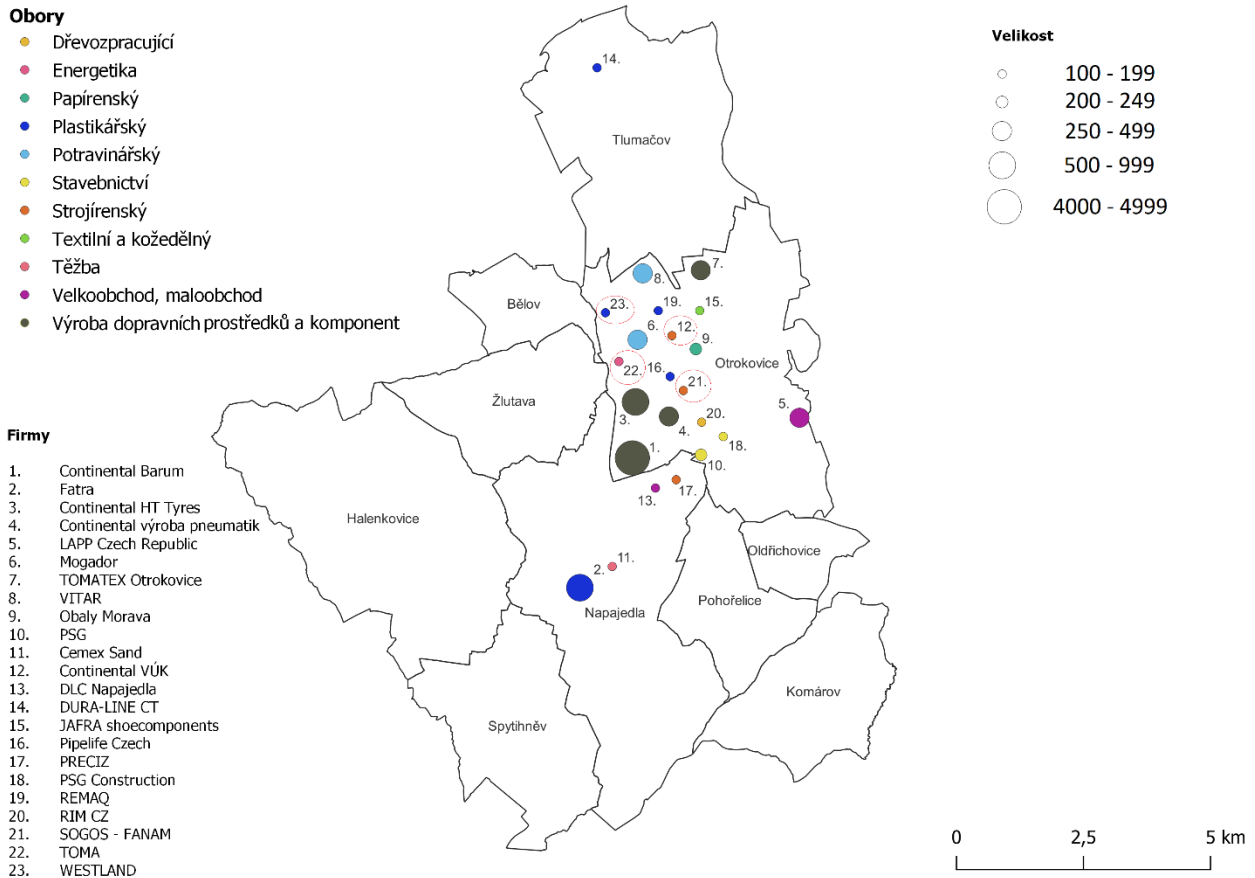 Obory
Dřevozpracující
Energetika
Papírenský
Plastikářský
Potravinářský
Stavebnictví
Strojírenský
Textilní a kožedělný
Těžba
Velkoobchod, maloobchod
Výroba dopravních prostředků a komponent
Velikost
100 - 199
200 - 249
250 - 499
500 - 999
4000 - 4999
14.
Tlumačov
8.
7.
Bělov
23.
19.
15.
6.
12.
9.
Otrokovice
22.
16.
21.
Žlutava
3.
4.
20.
5.
18.
1.
10.
13.
17.
Halenkovice
Oldřichovice
2.
11.
Napajedla
Pohořelice
Komárov
Spytihněv
Firmy
1. Continental Barum
2. Fatra
3. Continental HT Tyres
4. Continental výroba pneumatik
5. LAPP Czech Republic
6. Mogador
7. TOMATEX Otrokovice
8. VITAR
9. Obaly Morava
10. PSG
11. Cemex Sand
12. Continental VÚK
13. DLC Napajedla
14. DURA-LINE CT
15. JAFRA shoecomponents
16. Pipelife Czech
17. PRECIZ
18. PSG Construction
19. REMAQ
20. RIM CZ
21. SOGOS - FANAM
22. TOMA
23. WESTLAND
0 2,5 5 km